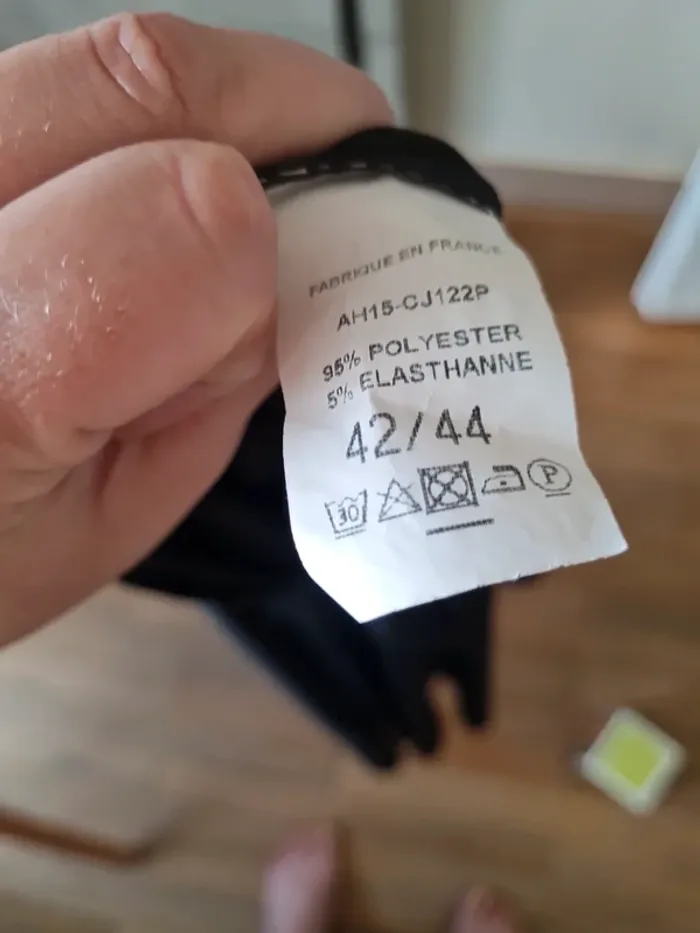 FABRIQUE EN FRANCE
AH15-CJ122P
95% POLYESTER
5% ELASTHANNE
42/44
30 P